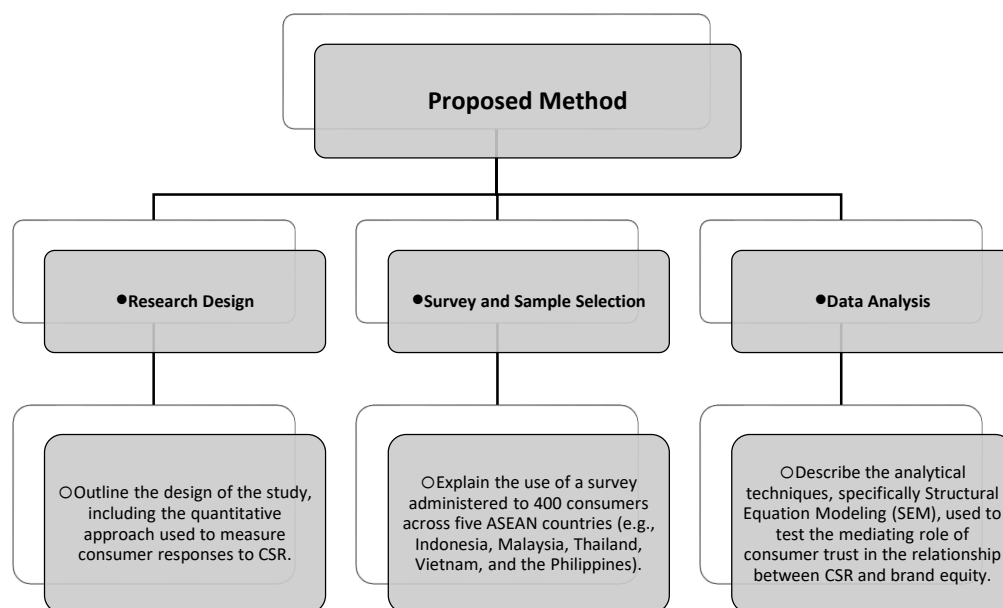 Proposed Method
●Research Design
●Survey and Sample Selection
●Data Analysis
○Outline the design of the study,
including the quantitative
approach used to measure
consumer responses to CSR.
○Explain the use of a survey
administered to 400 consumers
across five ASEAN countries (e.g.,
Indonesia, Malaysia, Thailand,
Vietnam, and the Philippines).
○Describe the analytical
techniques, specifically Structural
Equation Modeling (SEM), used to
test the mediating role of
consumer trust in the relationship
between CSR and brand equity.